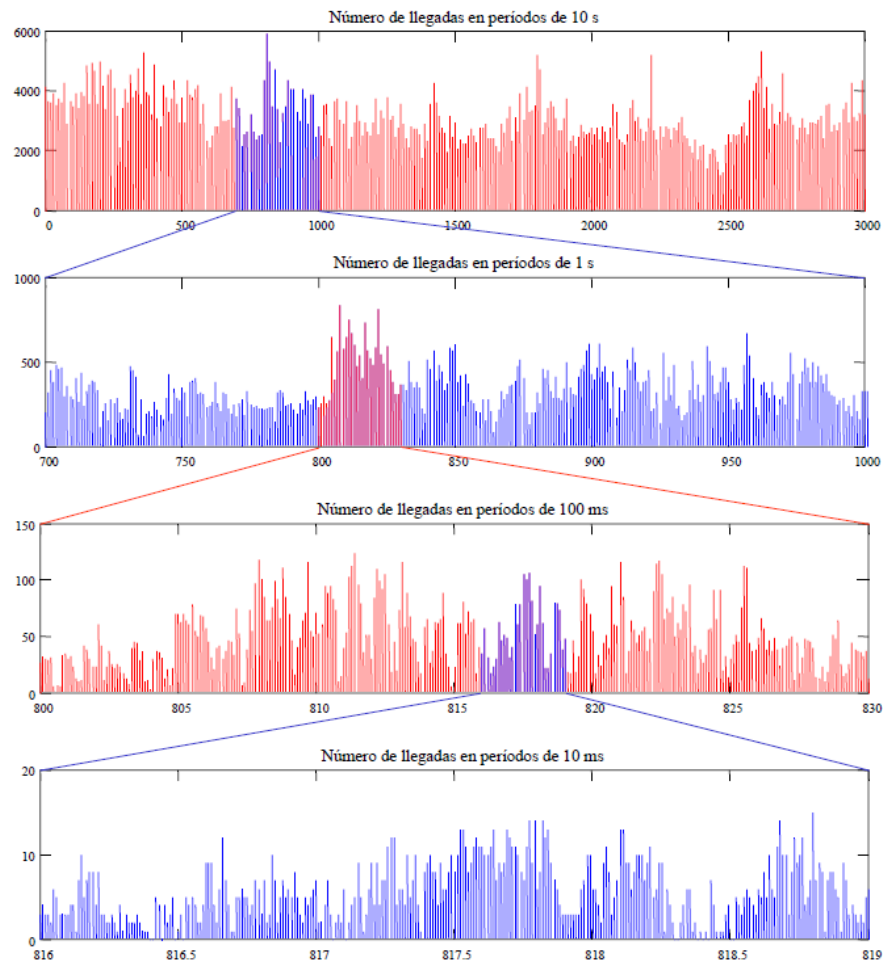 Número de llegadas en períodos de 10 s
6000
4000
2000
0
0 500 1000 1500 2000 2500 3000
Número de llegadas en períodos de 1 s
1000
500
0
700 750 800 850 900 950 1000
Número de llegadas en períodos de 100 ms
150
100
50
0
800 805 810 815 820 825 830
Número de llegadas en períodos de 10 ms
20
10
0
816 816.5 817 817.5 818 818.5 819